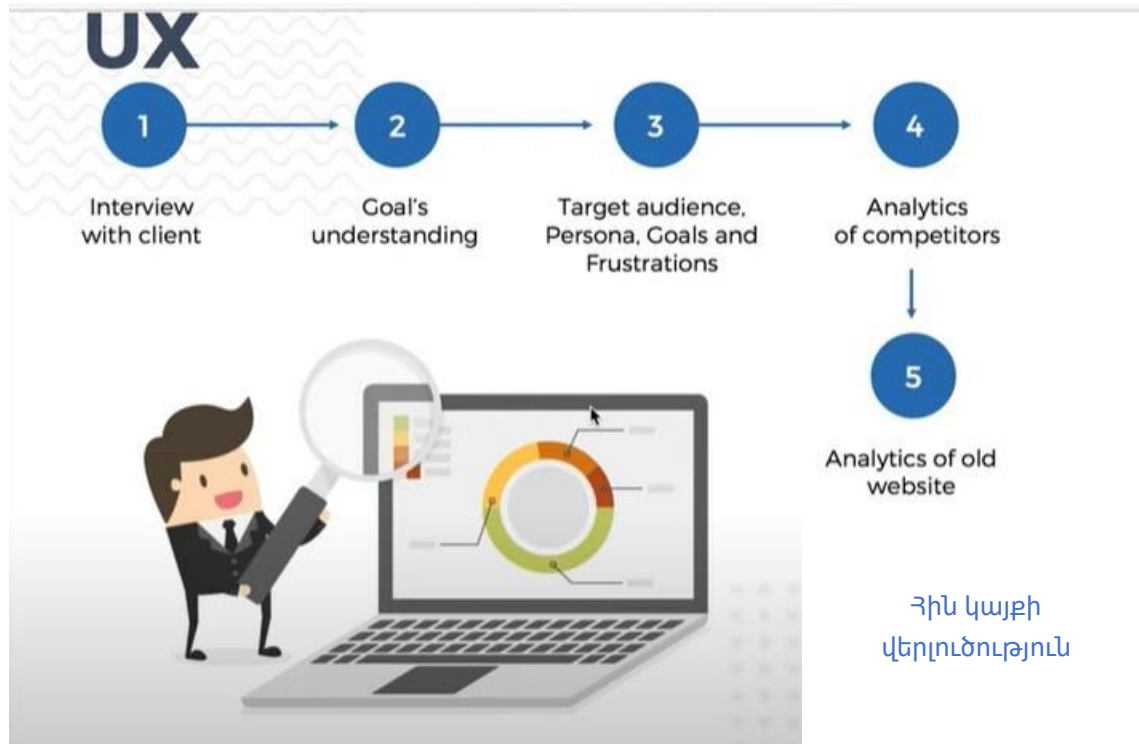 UX
1
2
3
4
Interview
with client
Goal's
understanding
Target audience,
Persona, Goals and
Frustrations
Analytics
of competitors
5
Analytics of old
website
Հին կայքի
վերլուծություն